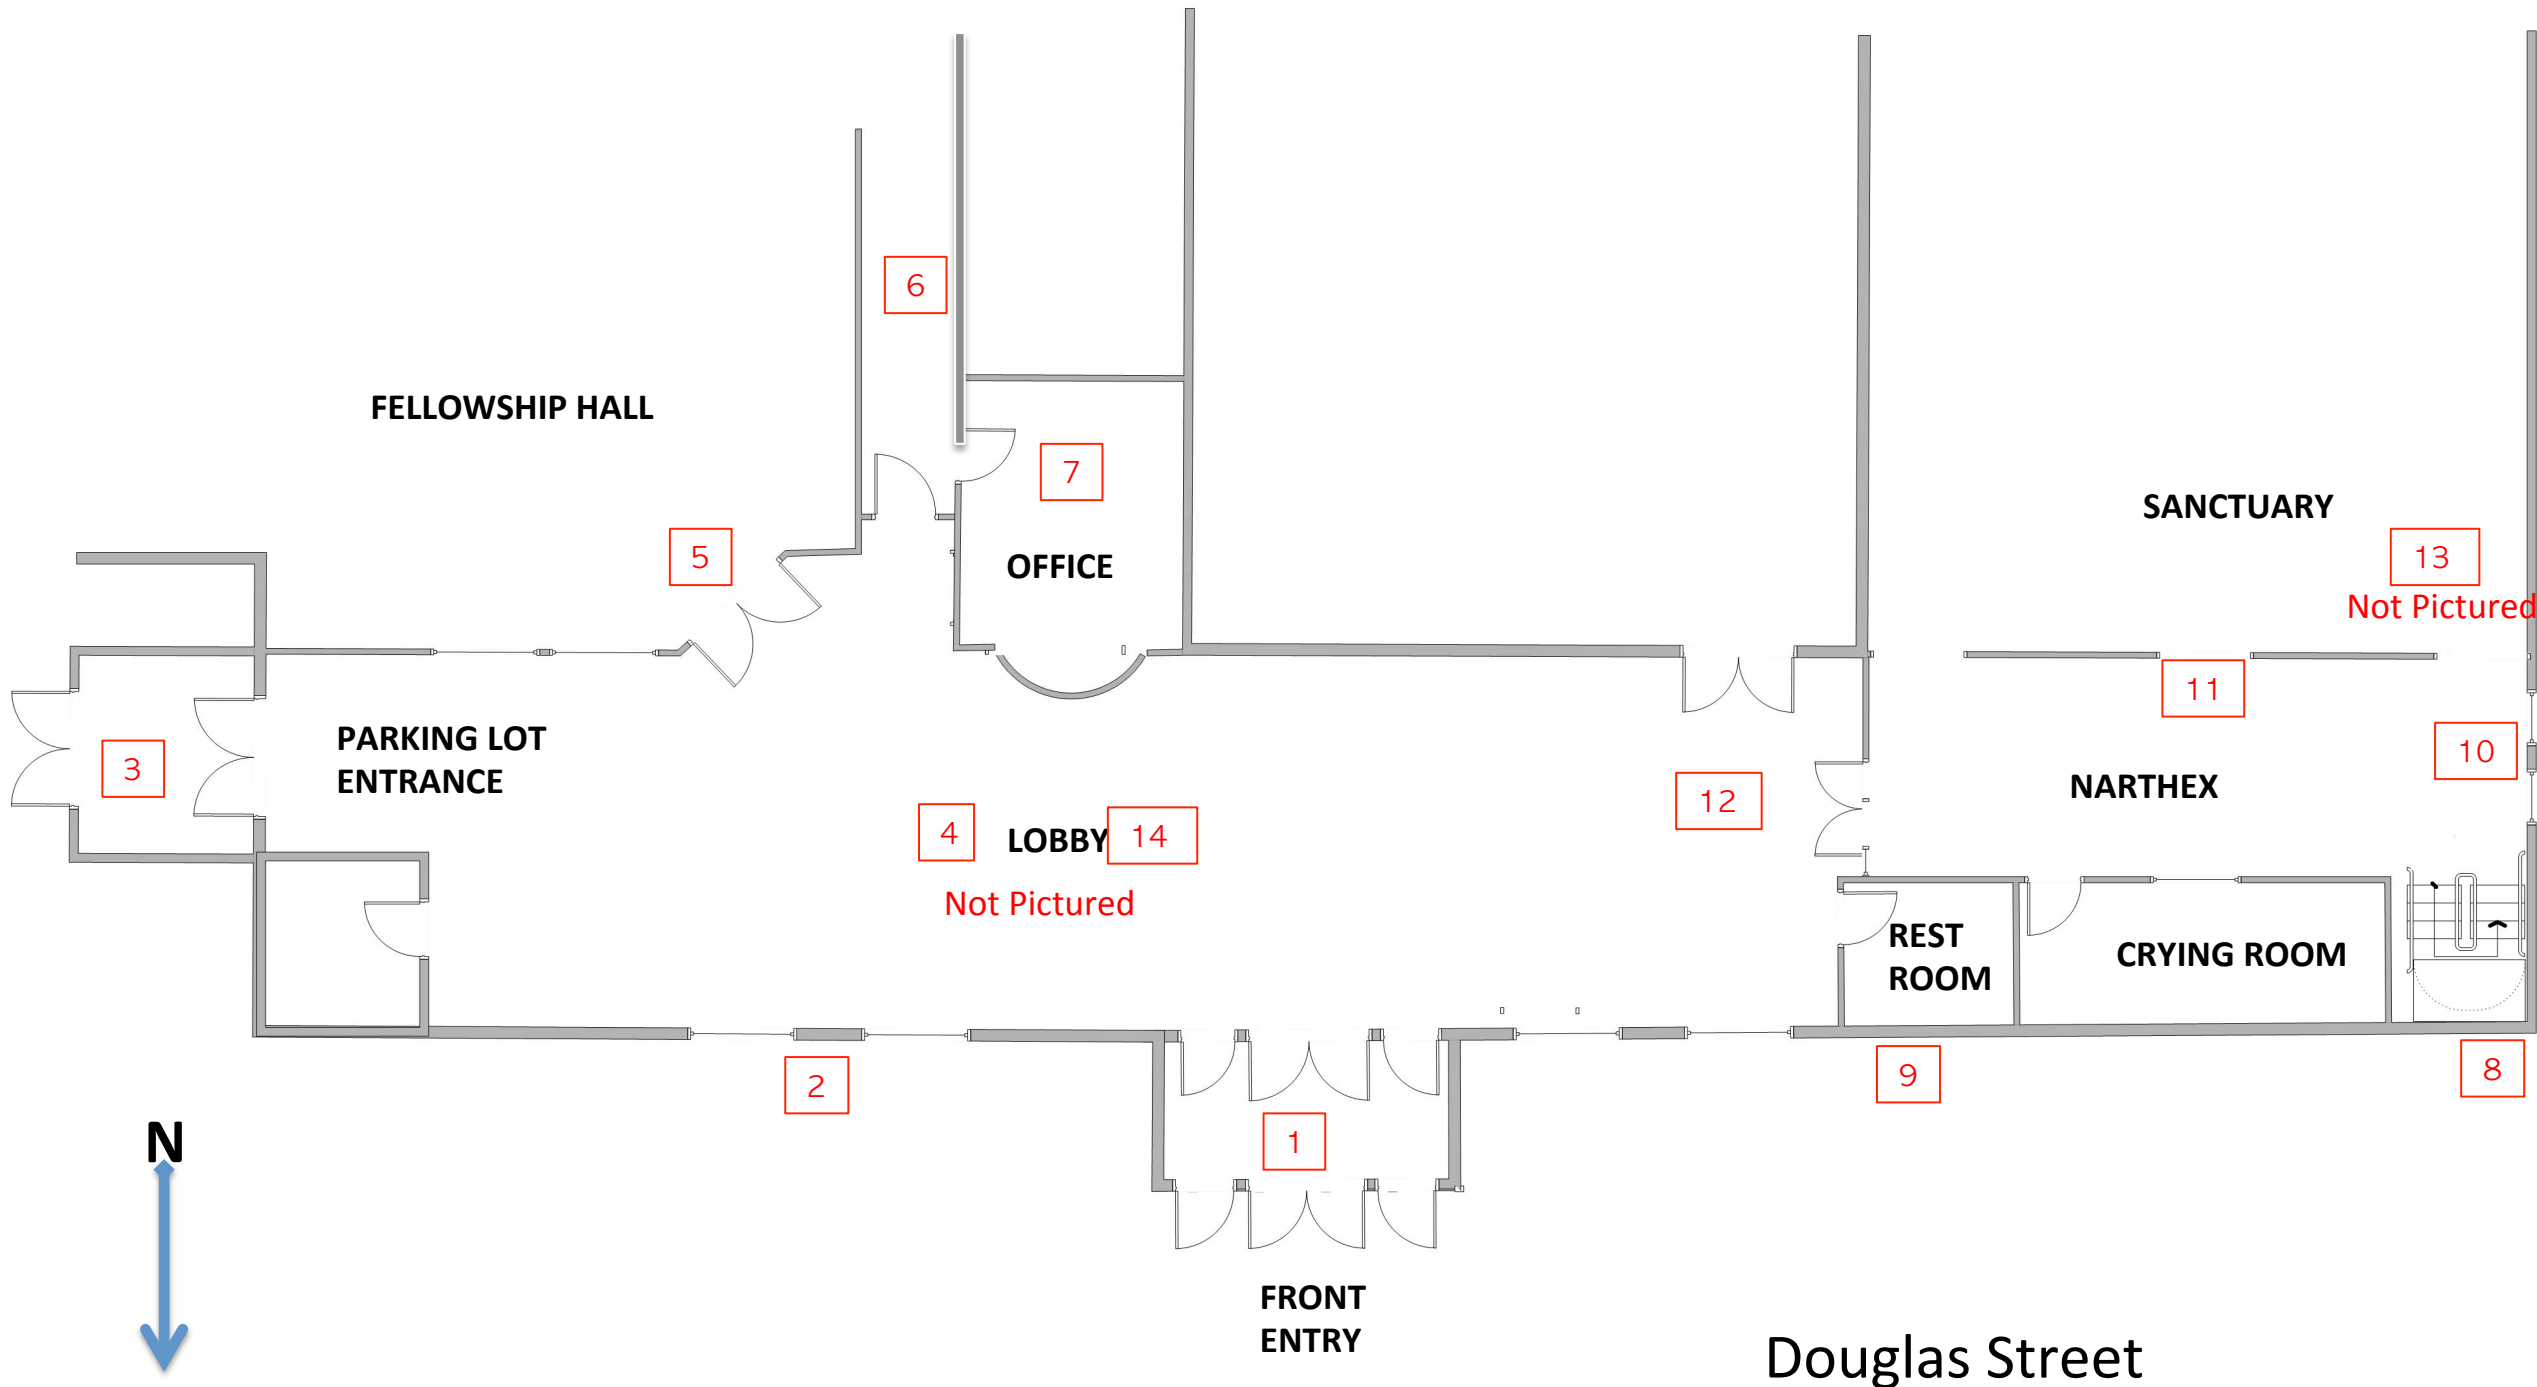 6
FELLOWSHIP HALL
7
SANCTUARY
5
OFFICE
13
Not Pictured
11
PARKING LOT
ENTRANCE
3
10
NARTHEX
12
4
LOBBY
14
Not Pictured
REST
ROOM
CRYING ROOM
2
9
8
1
N
FRONT
ENTRY
Douglas Street